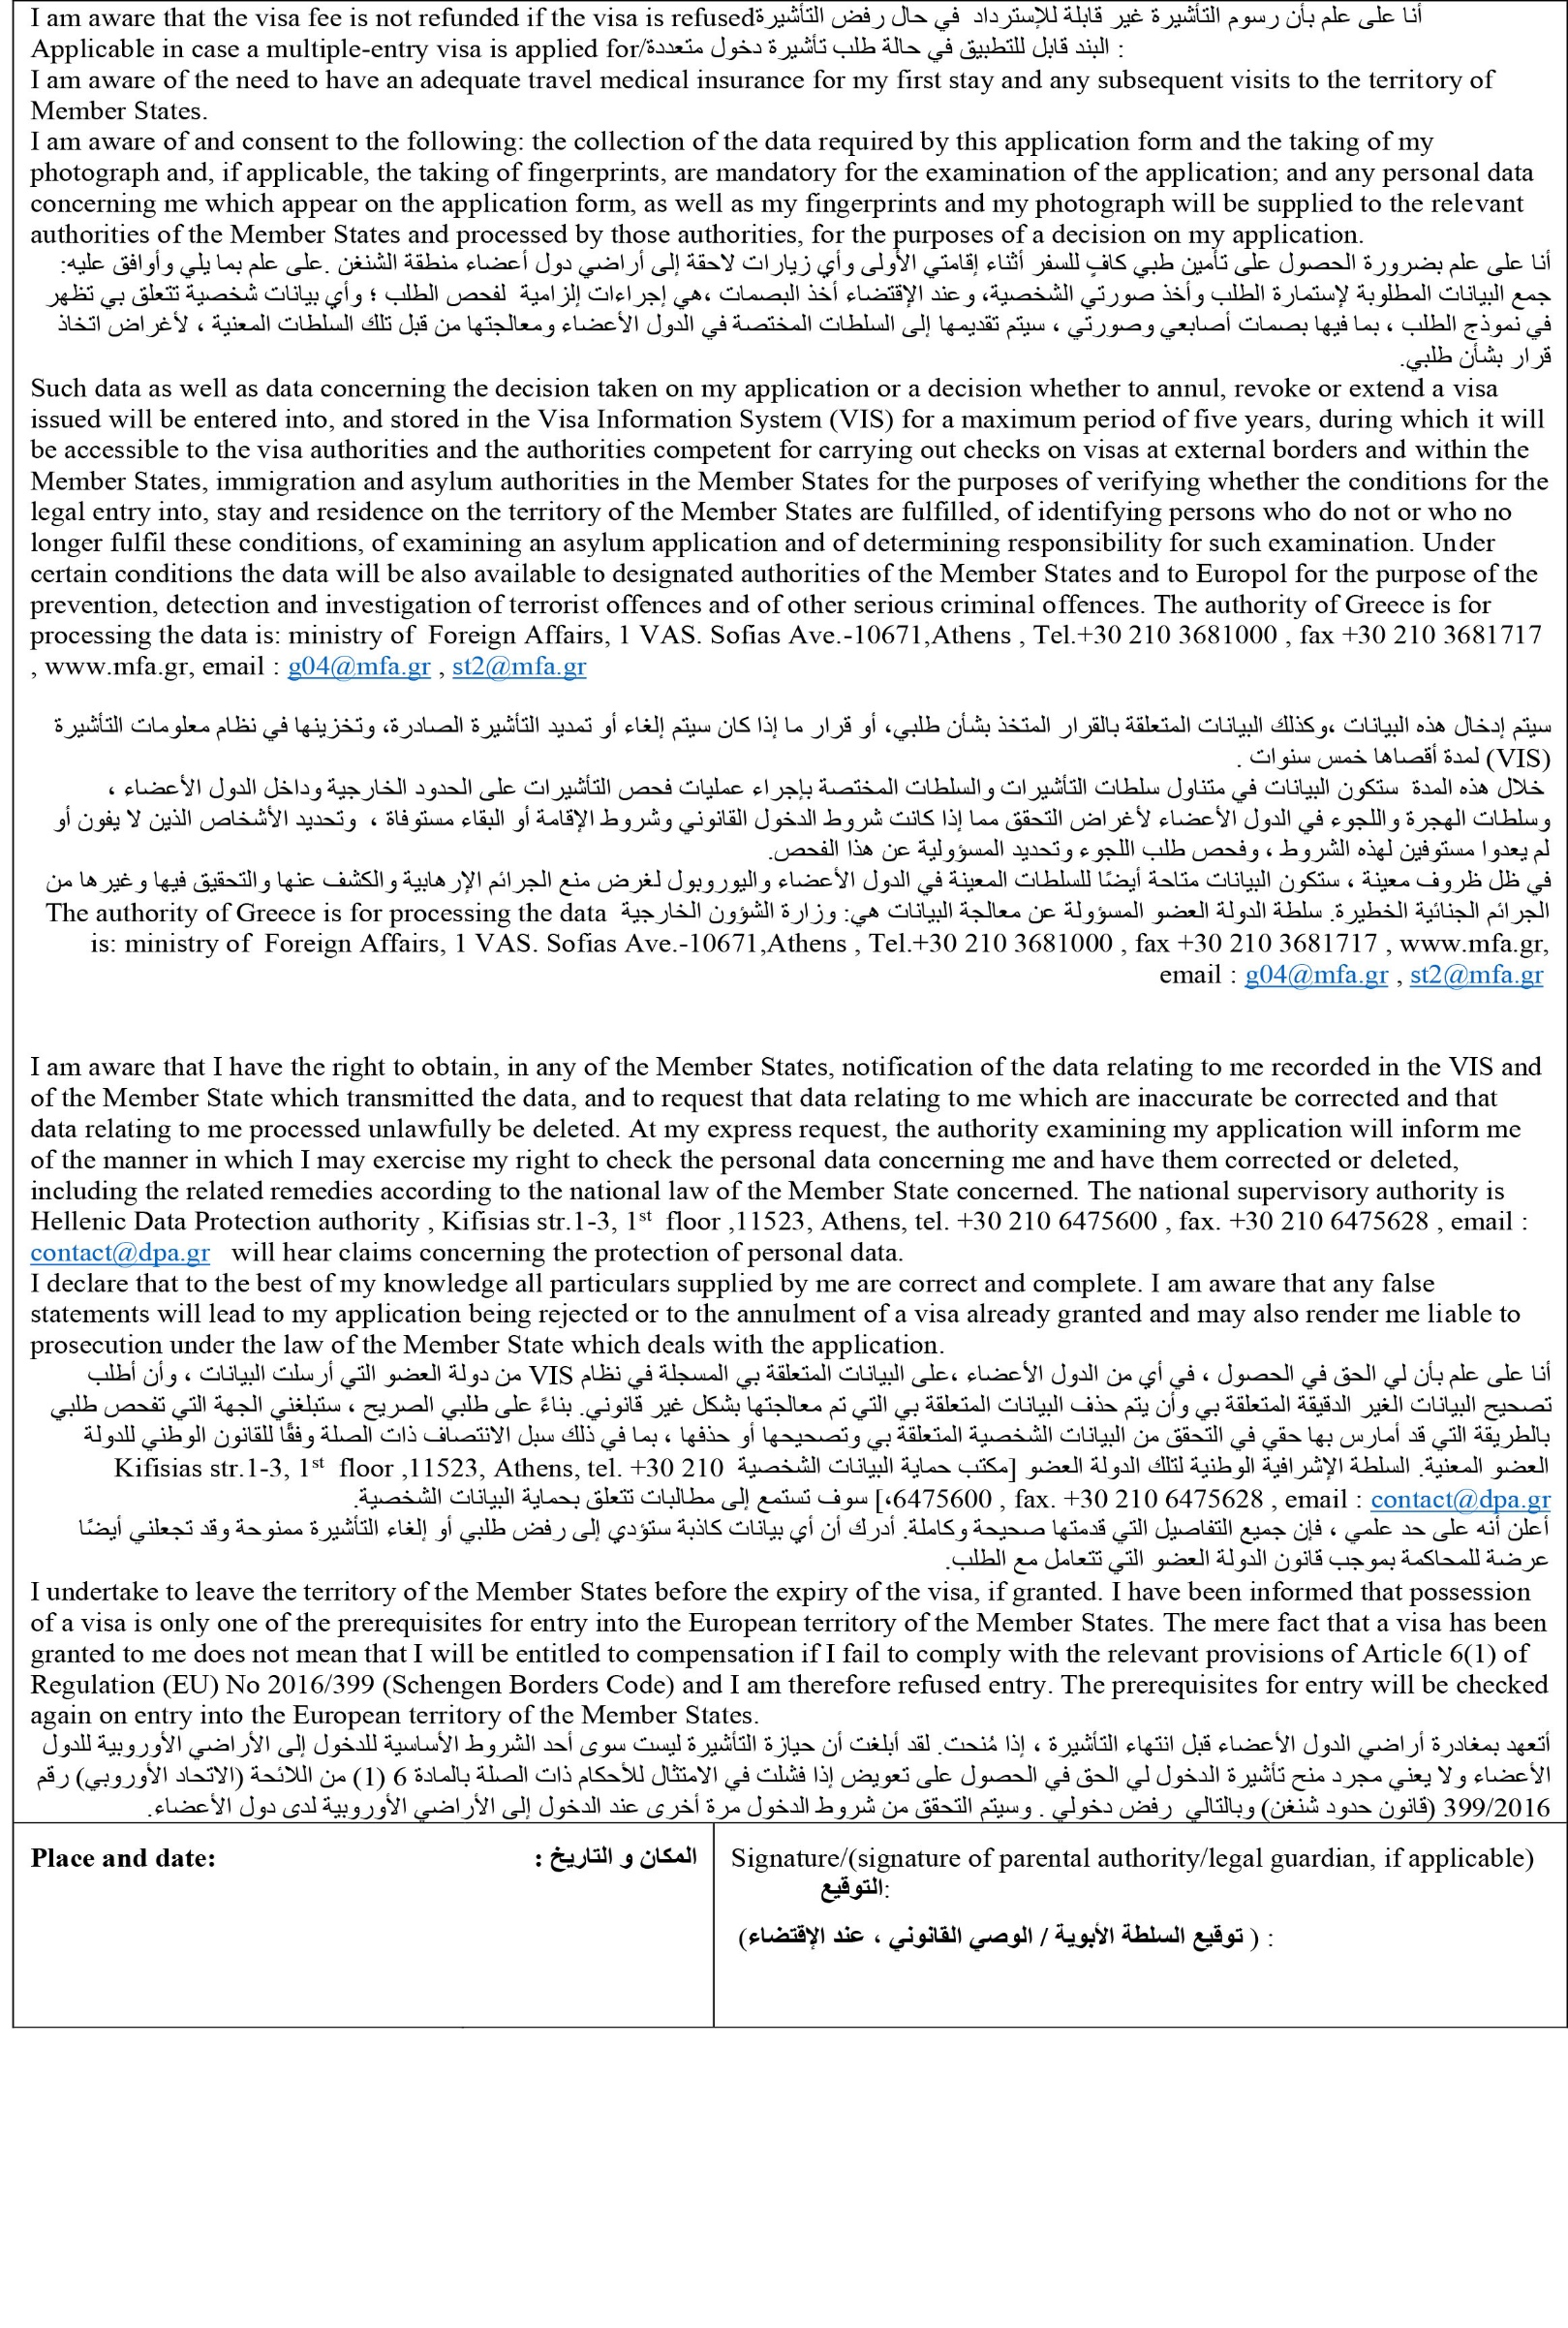 I am aware that the visa fee is not refunded if the visa is refusedأنا على علم بأن رسوم التأشيرة غير قابلة للإسترداد في حال رفض التأشيرة
Applicable in case a multiple-entry visa is applied for/البند قابل للتطبيق في حالة طلب تأشيرة دخول متعددة :
I am aware of the need to have an adequate travel medical insurance for my first stay and any subsequent visits to the territory of
Member States.
I am aware of and consent to the following: the collection of the data required by this application form and the taking of my
photograph and, if applicable, the taking of fingerprints, are mandatory for the examination of the application; and any personal data
concerning me which appear on the application form, as well as my fingerprints and my photograph will be supplied to the relevant
authorities of the Member States and processed by those authorities, for the purposes of a decision on my application.
أنا على علم بضرورة الحصول على تأمين طبي كافٍ للسفر أثناء إقامتي الأولى وأي زيارات لاحقة إلى أراضي دول أعضاء منطقة الشنغن .على علم بما يلي وأوافق عليه:
جمع البيانات المطلوبة لإستمارة الطلب وأخذ صورتي الشخصية، وعند الإقتضاء أخذ البصمات ،هي إجراءات إلزامية لفحص الطلب ؛ وأي بيانات شخصية تتعلق بي تظهر
في نموذج الطلب ، بما فيها بصمات أصابعي وصورتي ، سيتم تقديمها إلى السلطات المختصة في الدول الأعضاء ومعالجتها من قبل تلك السلطات المعنية ، لأغراض اتخاذ
قرار بشأن طلبي.
Such data as well as data concerning the decision taken on my application or a decision whether to annul, revoke or extend a visa
issued will be entered into, and stored in the Visa Information System (VIS) for a maximum period of five years, during which it will
be accessible to the visa authorities and the authorities competent for carrying out checks on visas at external borders and within the
Member States, immigration and asylum authorities in the Member States for the purposes of verifying whether the conditions for the
legal entry into, stay and residence on the territory of the Member States are fulfilled, of identifying persons who do not or who no
longer fulfil these conditions, of examining an asylum application and of determining responsibility for such examination. Under
certain conditions the data will be also available to designated authorities of the Member States and to Europol for the purpose of the
prevention, detection and investigation of terrorist offences and of other serious criminal offences. The authority of Greece is for
processing the data is: ministry of Foreign Affairs, 1 VAS. Sofias Ave.-10671,Athens , Tel.+30 210 3681000 , fax +30 210 3681717
, www.mfa.gr, email : g04@mfa.gr , st2@mfa.gr
سيتم إدخال هذه البيانات ،وكذلك البيانات المتعلقة بالقرار المتخذ بشأن طلبي، أو قرار ما إذا كان سيتم إلغاء أو تمديد التأشيرة الصادرة، وتخزينها في نظام معلومات التأشيرة
(VIS) لمدة أقصاها خمس سنوات .
خلال هذه المدة ستكون البيانات في متناول سلطات التأشيرات والسلطات المختصة بإجراء عمليات فحص التأشيرات على الحدود الخارجية وداخل الدول الأعضاء ،
وسلطات الهجرة واللجوء في الدول الأعضاء لأغراض التحقق مما إذا كانت شروط الدخول القانوني وشروط الإقامة أو البقاء مستوفاة ، وتحديد الأشخاص الذين لا يفون أو
لم يعدوا مستوفين لهذه الشروط ، وفحص طلب اللجوء وتحديد المسؤولية عن هذا الفحص.
في ظل ظروف معينة ، ستكون البيانات متاحة أيضًا للسلطات المعينة في الدول الأعضاء واليوروبول لغرض منع الجرائم الإرهابية والكشف عنها والتحقيق فيها وغيرها من
الجرائم الجنائية الخطيرة. سلطة الدولة العضو المسؤولة عن معالجة البيانات هي: وزارة الشؤون الخارجية The authority of Greece is for processing the data
is: ministry of Foreign Affairs, 1 VAS. Sofias Ave.-10671,Athens , Tel.+30 210 3681000 , fax +30 210 3681717 , www.mfa.gr,
email : g04@mfa.gr , st2@mfa.gr
I am aware that I have the right to obtain, in any of the Member States, notification of the data relating to me recorded in the VIS and
of the Member State which transmitted the data, and to request that data relating to me which are inaccurate be corrected and that
data relating to me processed unlawfully be deleted. At my express request, the authority examining my application will inform me
of the manner in which I may exercise my right to check the personal data concerning me and have them corrected or deleted,
including the related remedies according to the national law of the Member State concerned. The national supervisory authority is
Hellenic Data Protection authority , Kifisias str.1-3, 1st floor ,11523, Athens, tel. +30 210 6475600 , fax. +30 210 6475628 , email :
contact@dpa.gr will hear claims concerning the protection of personal data.
I declare that to the best of my knowledge all particulars supplied by me are correct and complete. I am aware that any false
statements will lead to my application being rejected or to the annulment of a visa already granted and may also render me liable to
prosecution under the law of the Member State which deals with the application.
أنا على علم بأن لي الحق في الحصول ، في أي من الدول الأعضاء ،على البيانات المتعلقة بي المسجلة في نظام VIS من دولة العضو التي أرسلت البيانات ، وأن أطلب
تصحيح البيانات الغير الدقيقة المتعلقة بي وأن يتم حذف البيانات المتعلقة بي التي تم معالجتها بشكل غير قانوني. بناءً على طلبي الصريح ، ستبلغني الجهة التي تفحص طلبي
بالطريقة التي قد أمارس بها حقي في التحقق من البيانات الشخصية المتعلقة بي وتصحيحها أو حذفها ، بما في ذلك سبل الانتصاف ذات الصلة وفقًا للقانون الوطني للدولة
العضو المعنية. السلطة الإشرافية الوطنية لتلك الدولة العضو [مكتب حماية البيانات الشخصية Kifisias str.1-3, 1st floor ,11523, Athens, tel. +30 210
6475600 , fax. +30 210 6475628 , email : contact@dpa.gr،] سوف تستمع إلى مطالبات تتعلق بحماية البيانات الشخصية.
أعلن أنه على حد علمي ، فإن جميع التفاصيل التي قدمتها صحيحة وكاملة. أدرك أن أي بيانات كاذبة ستؤدي إلى رفض طلبي أو إلغاء التأشيرة ممنوحة وقد تجعلني أيضًا
عرضة للمحاكمة بموجب قانون الدولة العضو التي تتعامل مع الطلب.
I undertake to leave the territory of the Member States before the expiry of the visa, if granted. I have been informed that possession
of a visa is only one of the prerequisites for entry into the European territory of the Member States. The mere fact that a visa has been
granted to me does not mean that I will be entitled to compensation if I fail to comply with the relevant provisions of Article 6(1) of
Regulation (EU) No 2016/399 (Schengen Borders Code) and I am therefore refused entry. The prerequisites for entry will be checked
again on entry into the European territory of the Member States.
أتعهد بمغادرة أراضي الدول الأعضاء قبل انتهاء التأشيرة ، إذا مُنحت. لقد أبلغت أن حيازة التأشيرة ليست سوى أحد الشروط الأساسية للدخول إلى الأراضي الأوروبية للدول
الأعضاء ولا يعني مجرد منح تأشيرة الدخول لي الحق في الحصول على تعويض إذا فشلت في الامتثال للأحكام ذات الصلة بالمادة 6 (1) من اللائحة (الاتحاد الأوروبي) رقم
399/2016 (قانون حدود شنغن) وبالتالي رفض دخولي . وسيتم التحقق من شروط الدخول مرة أخرى عند الدخول إلى الأراضي الأوروبية لدى دول الأعضاء.
Place and date: المكان و التاريخ :
Signature/(signature of parental authority/legal guardian, if applicable)
التوقيع:
( توقيع السلطة الأبوية / الوصي القانوني ، عند الإقتضاء) :